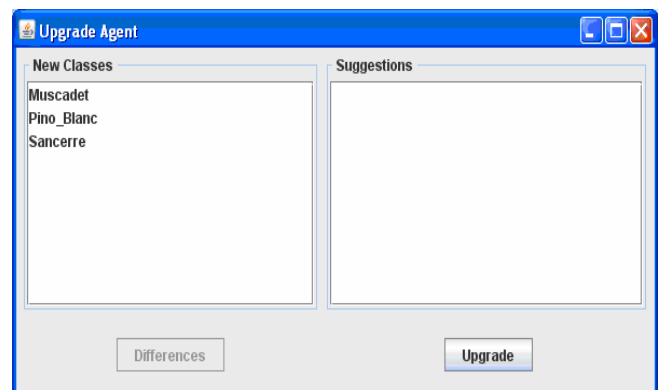 Upgrade Agent
New Classes
Suggestions
Muscadet
Pino_Blanc
Sancerre
Differences
Upgrade